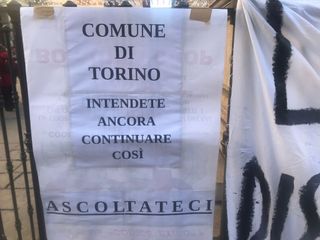 COMUNE
DI
TORINO
INTENDETE
ANCORA
CONTINUARE
COSÌ
ASCOLTATECI